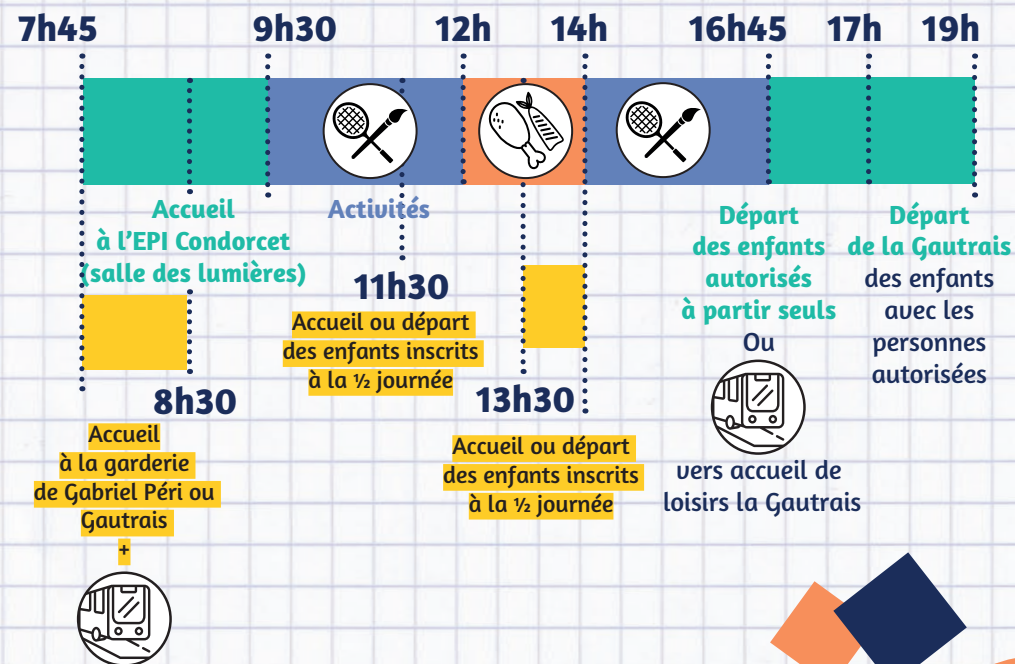 7h45 9h30 12h 14h 16h45 17h 19h
Accueil
à l'EPI Condorcet
(salle des lumières)
8h30
Accueil
à la garderie
de Gabriel Péri ou
Gautrais
+
Activités
11h30
Accueil ou départ
des enfants inscrits
à la ½ journée
13h30
Accueil ou départ
des enfants inscrits
à la ½ journée
Départ
des enfants
autorisés
à partir seuls
Ou
vers accueil de
loisirs la Gautrais
Départ
de la Gautrais
des enfants
avec les
personnes
autorisées